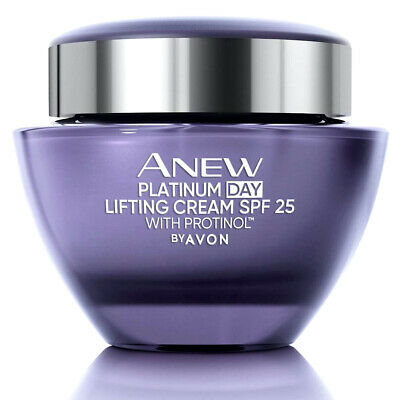 ANEW
PLATINUM DAY
LIFTING CREAM SPF 25
WITH PROTINOL™
BY AVON